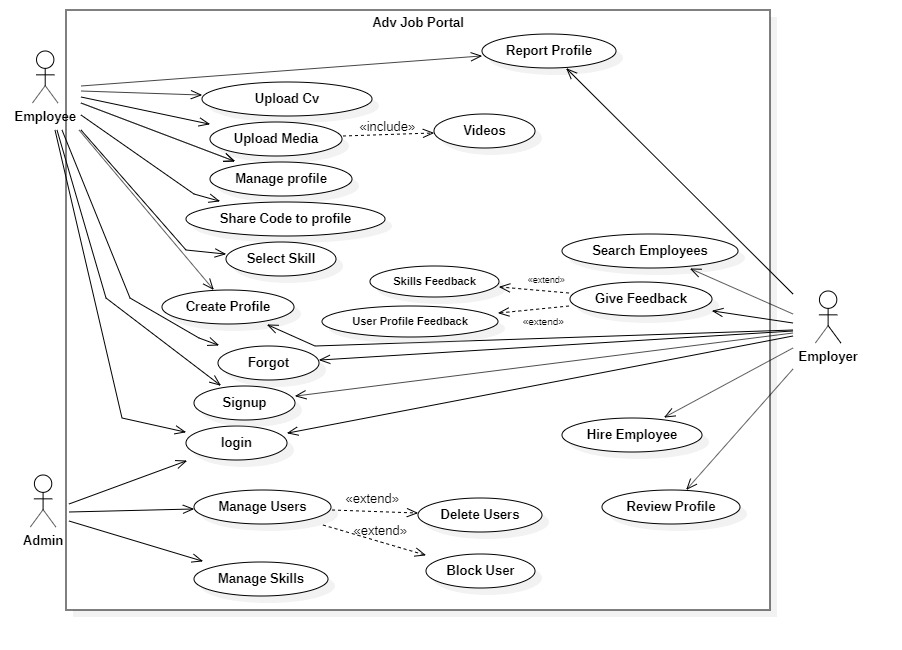 Adv Job Portal
Report Profile
Upload Cv
Employee
«include»
Videos
Upload Media
Manage profile
Share Code to profile
Search Employees
Select Skill
Skills Feedback
«extend»
Give Feedback
Create Profile
User Profile Feedback
«extend»
Employer
Forgot
Signup
login
Hire Employee
Manage Users
«extend»
Delete Users
Review Profile
«extend»
Admin
Block User
Manage Skills